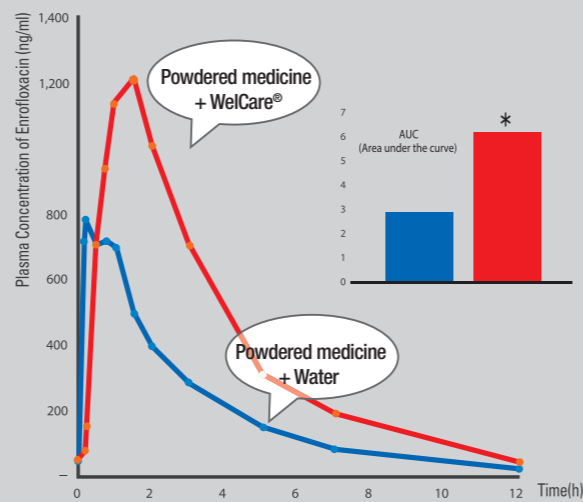 1,400
1,200
800
600
400
200
–
Plasma Concentration of Enrofloxacin (ng/ml)
Powdered medicine
+ WelCare®
Powdered medicine
+ Water
7
6
5
4
3
2
1
0
AUC
(Area under the curve)
*
0
2
4
6
8
10
12
Time(h)